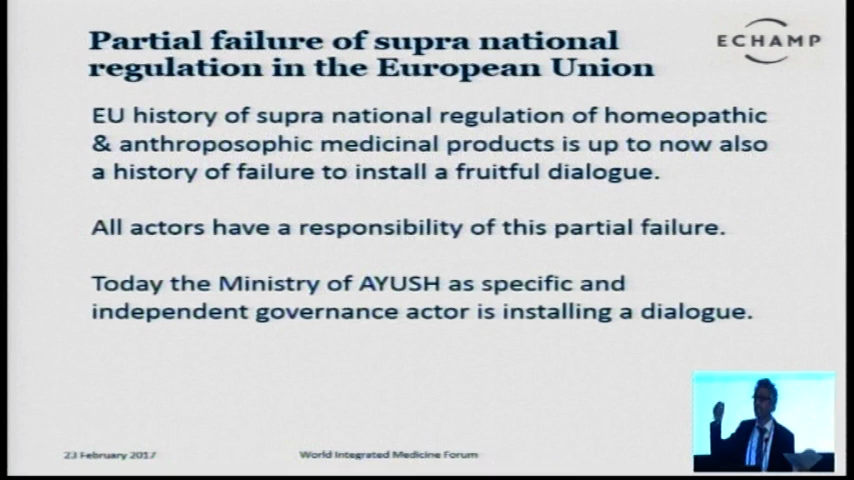 Partial failure of supra national
regulation in the European Union
ECHAMP
EU history of supra national regulation of homeopathic
& anthroposophic medicinal products is up to now also
a history of failure to install a fruitful dialogue.
All actors have a responsibility of this partial failure.
Today the Ministry of AYUSH as specific and
independent governance actor is installing a dialogue.
23 February 2017
World Integrated Medicine Forum